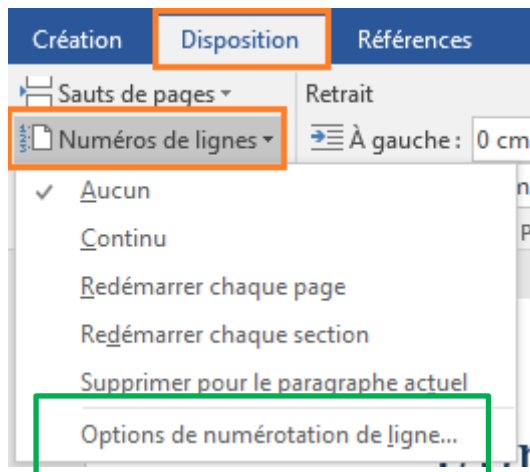 Création Disposition Références
Sauts de pages Retrait
Numéros de lignes À gauche : 0 cm
Aucun
Continu
Redémarrer chaque page
Redémarrer chaque section
Supprimer pour le paragraphe actuel
Options de numérotation de ligne...